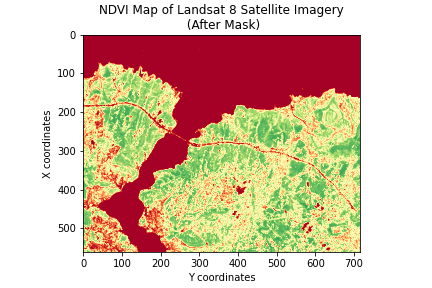 NDVI Map of Landsat 8 Satellite Imagery
(After Mask)
0
100
200
300
400
500
X coordinates
0 100 200 300 400 500 600 700
Y coordinates